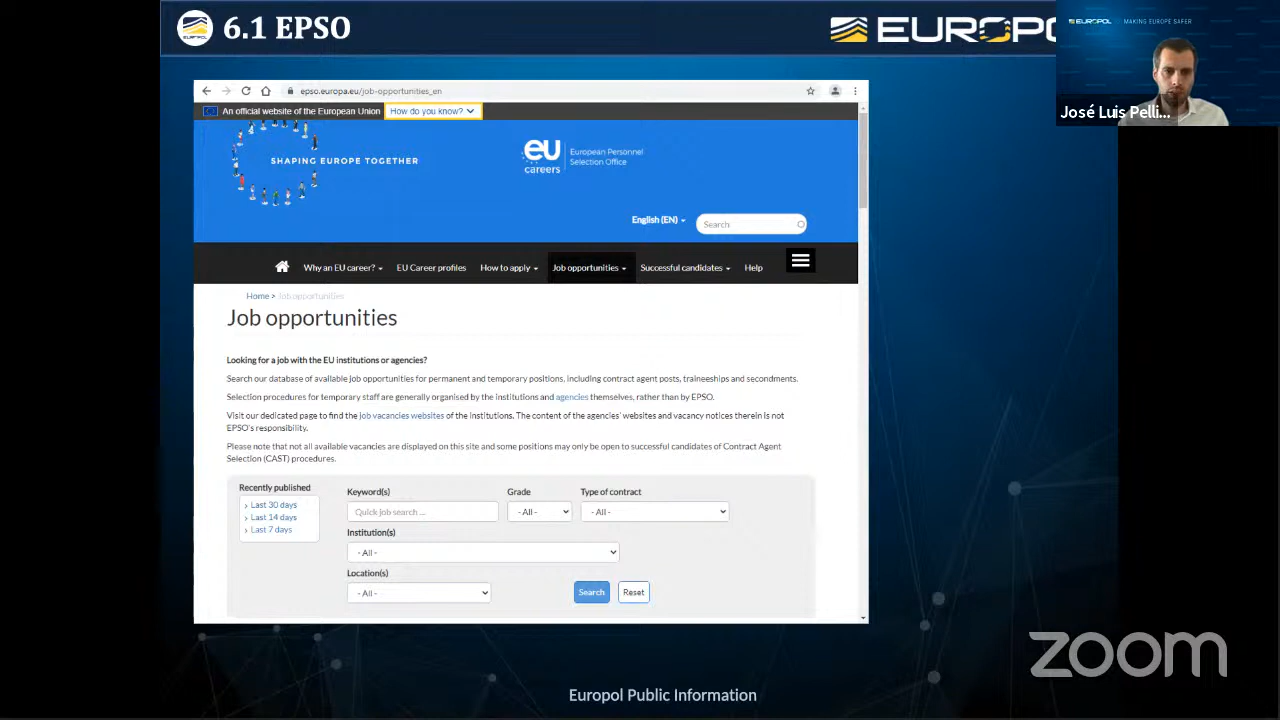 6.1 EPSO
EUROPO
EUROPOL MAKING EUROPE SAFER
José Luis Pelli...
epso.europa.eu/job-opportunities_en
An official website of the European Union How do you know?
SHAPING EUROPE TOGETHER
eu careers
European Personnel
Selection Office
English (EN)
Search
Why an EU career? EU Career profiles How to apply Job opportunities Successful candidates Help
Home > Job opportunities
Job opportunities
Looking for a job with the EU institutions or agencies?
Search our database of available job opportunities for permanent and temporary positions, including contract agent posts, traineeships and secondments.
Selection procedures for temporary staff are generally organised by the institutions and agencies themselves, rather than by EPSO.
Visit our dedicated page to find the job vacancies websites of the institutions. The content of the agencies' websites and vacancy notices therein is not
EPSO's responsibility.
Please note that not all available vacancies are displayed on this site and some positions may only be open to successful candidates of Contract Agent
Selection (CAST) procedures.
Recently published
Last 30 days
Last 14 days
Last 7 days
Keyword(s) Grade Type of contract
Quick job search ... - All - - All -
Institution(s)
- All -
Location(s)
- All - Search Reset
zoom
Europol Public Information